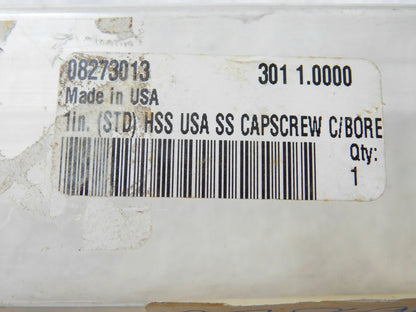 08273013 301 1.0000
Made in USA
1in. (STD) HSS USA SS CAPSCREW C/BORE
Qty:
1